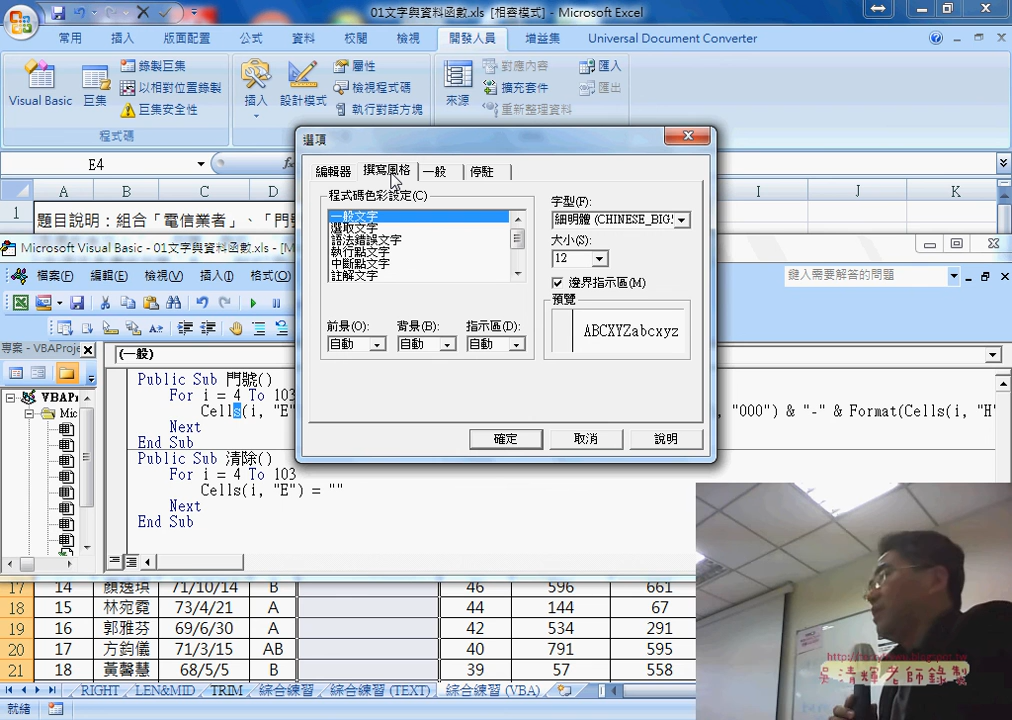 01文字與資料函數.xls [相容模式] - Microsoft Excel
常用 插入 版面配置 公式 資料 校閱 檢視 開發人員 增益集 Universal Document Converter
Visual Basic 巨集 錄製巨集 以相對位置錄製 巨集安全性 程式碼
插入 設計模式 屬性 檢視程式碼 執行對話方塊
來源 對應內容 擴充套件 重新整理資料 匯入 匯出
E4
A B C D I J K
1 題目說明：組合「電信業者」、「門
Microsoft Visual Basic - 01文字與資料函數.xls - [M
檔案(F) 編輯(E) 檢視(V) 插入(I) 格式(O)
鍵入需要解答的問題
專案 - VBAProje
(一般)
VBAP
Mic
Public Sub 門號()
For i = 4 To 103
Cells(i, "E" , "000") & "-" & Format(Cells(i, "H"
Next
End Sub
Public Sub 清除()
For i = 4 To 103
Cells(i, "E") = ""
Next
End Sub
選項
編輯器 撰寫風格 一般 停駐
程式碼色彩設定(C)
一般文字
選取文字
語法錯誤文字
執行點文字
中斷點文字
註解文字
前景(O): 背景(B): 指示區(D):
自動 自動 自動
字型(F):
細明體 (CHINESE_BIG5
大小(S):
12
邊界指示區(M)
預覽
ABCXYZabcxyz
確定 取消 說明
17 14 71/10/14 B 46 596 661
18 15 林宛霓 73/4/21 A 44 144 67
19 16 郭雅芬 69/6/30 A 42 534 291
20 17 方鈞儀 71/3/15 AB 40 791 595
21 18 黃馨慧 68/5/5 B 39 57 558
RIGHT LEN&MID TRIM 綜合練習 綜合練習 (TEXT) 綜合練習 (VBA)
就緒
吳清輝老師錄製